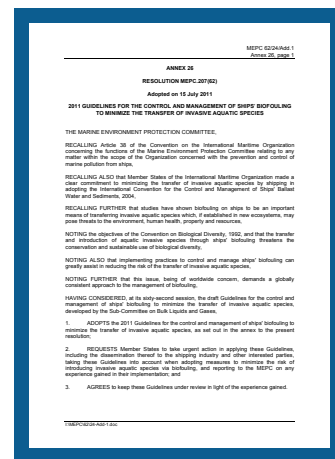 MEPC 62/24/Add.1
Annex 26, page 1
ANNEX 26
RESOLUTION MEPC.207(62)
Adopted on 15 July 2011
2011 GUIDELINES FOR THE CONTROL AND MANAGEMENT OF SHIPS' BIOFOULING
TO MINIMIZE THE TRANSFER OF INVASIVE AQUATIC SPECIES
THE MARINE ENVIRONMENT PROTECTION COMMITTEE,
RECALLING Article 38 of the Convention on the International Maritime Organization
concerning the functions of the Marine Environment Protection Committee relating to any
matter within the scope of the Organization concerned with the prevention and control of
marine pollution from ships,
RECALLING ALSO that Member States of the International Maritime Organization made a
clear commitment to minimizing the transfer of invasive aquatic species by shipping in
adopting the International Convention for the Control and Management of Ships' Ballast
Water and Sediments, 2004,
RECALLING FURTHER that studies have shown biofouling on ships to be an important
means of transferring invasive aquatic species which, if established in new ecosystems, may
pose threats to the environment, human health, property and resources,
NOTING the objectives of the Convention on Biological Diversity, 1992, and that the transfer
and introduction of aquatic invasive species through ships' biofouling threatens the
conservation and sustainable use of biological diversity,
NOTING ALSO that implementing practices to control and manage ships' biofouling can
greatly assist in reducing the risk of the transfer of invasive aquatic species,
NOTING FURTHER that this issue, being of worldwide concern, demands a globally
consistent approach to the management of biofouling,
HAVING CONSIDERED, at its sixty-second session, the draft Guidelines for the control and
management of ships' biofouling to minimize the transfer of invasive aquatic species,
developed by the Sub-Committee on Bulk Liquids and Gases,
1. ADOPTS the 2011 Guidelines for the control and management of ships' biofouling to
minimize the transfer of invasive aquatic species, as set out in the annex to the present
resolution;
2. REQUESTS Member States to take urgent action in applying these Guidelines,
including the dissemination thereof to the shipping industry and other interested parties,
taking these Guidelines into account when adopting measures to minimize the risk of
introducing invasive aquatic species via biofouling, and reporting to the MEPC on any
experience gained in their implementation; and
3. AGREES to keep these Guidelines under review in light of the experience gained.
I:\MEPC\62\24-Add-1.doc